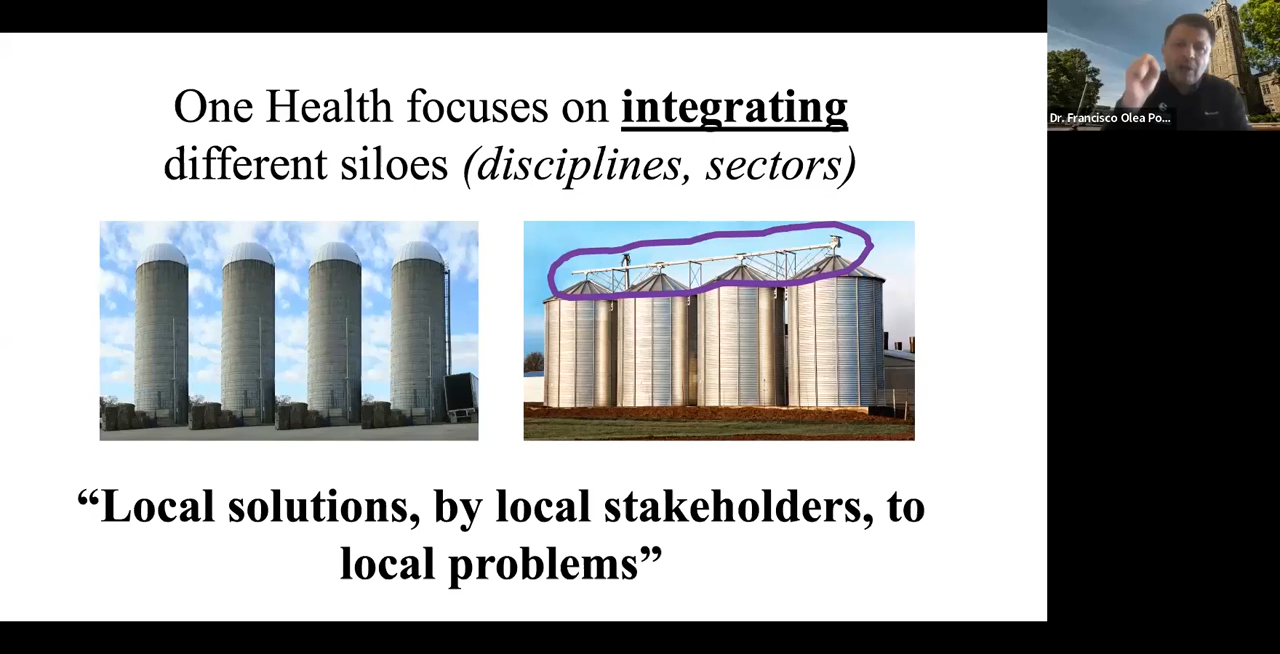 One Health focuses on integrating
different siloes (disciplines, sectors)
“Local solutions, by local stakeholders, to
local problems”
Dr. Francisco Olea Po...